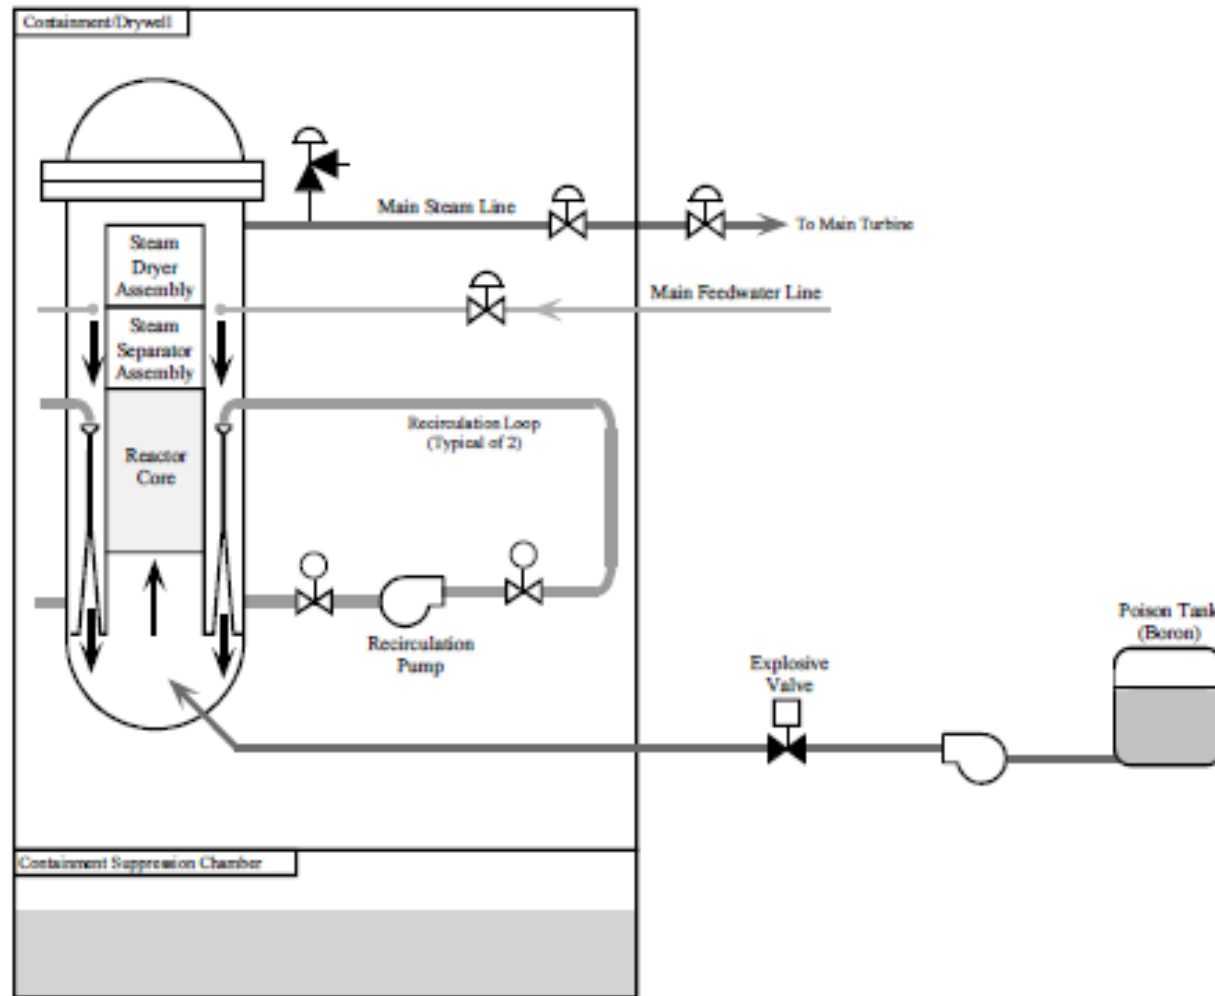 Containment/Drywell
Main Steam Line
To Main Turbine
Steam
Dryer
Assembly
Main Feedwater Line
Steam
Separator
Assembly
Recirculation Loop
(Typical of 2)
Reactor
Core
Recirculation
Pump
Explosive
Valve
Poison Tank
(Boron)
Containment Suppression Chamber